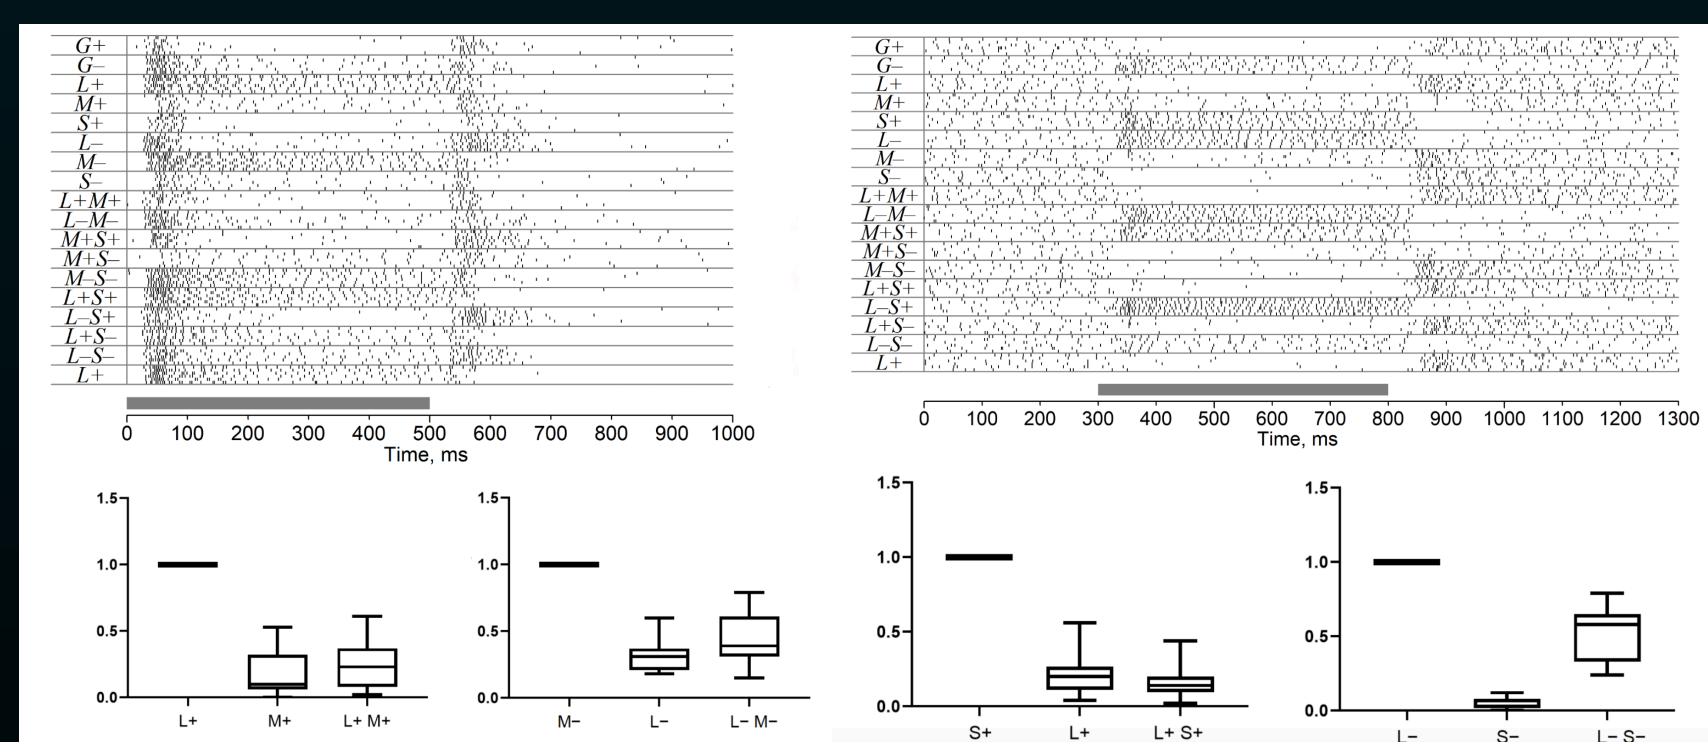 G+
G–
L+
M+
S+
L–
M–
S–
L+M+
L–M–
M+S+
M+S–
M–S–
L+S+
L–S+
L+S–
L–S–
L+
0 100 200 300 400 500 600 700 800 900 1000
Time, ms
G+
G–
L+
M+
S+
L–
M–
S–
L+M+
L–M–
M+S+
M+S–
M–S–
L+S+
L–S+
L+S–
L–S–
L+
0 100 200 300 400 500 600 700 800 900 1000 1100 1200 1300
Time, ms
1.5
1.0
0.5
0.0
L+ M+ L+ M+
1.5
1.0
0.5
0.0
M– L– L– M–
1.5
1.0
0.5
0.0
S+ L+ L+ S+
1.5
1.0
0.5
0.0
L– S– L– S–